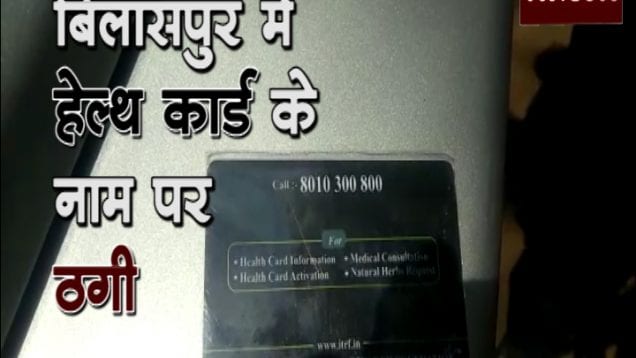 बिलासपुर में
हेल्थ कार्ड के
नाम पर
ठगी
Call :- 8010 300 800
For
• Health Card Information • Medical Consultation
• Health Card Activation • Natural Herbs Request
www.itrf.in